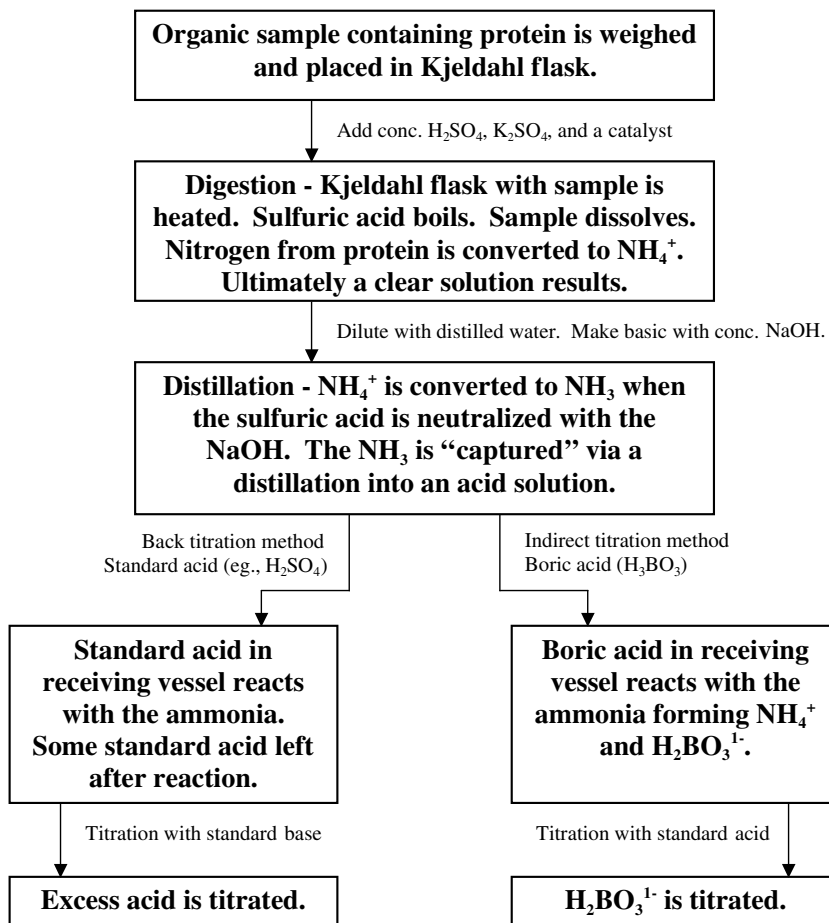 Organic sample containing protein is weighed
and placed in Kjeldahl flask.
Add conc. H₂SO₄, K₂SO₄, and a catalyst
Digestion - Kjeldahl flask with sample is
heated.  Sulfuric acid boils.  Sample dissolves.
Nitrogen from protein is converted to NH₄⁺.
Ultimately a clear solution results.
Dilute with distilled water.  Make basic with conc.  NaOH.
Distillation - NH₄⁺ is converted to NH₃ when
the sulfuric acid is neutralized with the
NaOH.  The NH₃ is “captured” via a
distillation into an acid solution.
Back titration method
Standard acid (eg., H₂SO₄)
Indirect titration method
Boric acid (H₃BO₃)
Standard acid in
receiving vessel reacts
with the ammonia.
Some standard acid left
after reaction.
Boric acid in receiving
vessel reacts with the
ammonia forming NH₄⁺
and H₂BO₃¹⁻.
Titration with standard base
Titration with standard acid
Excess acid is titrated.
H₂BO₃¹⁻ is titrated.